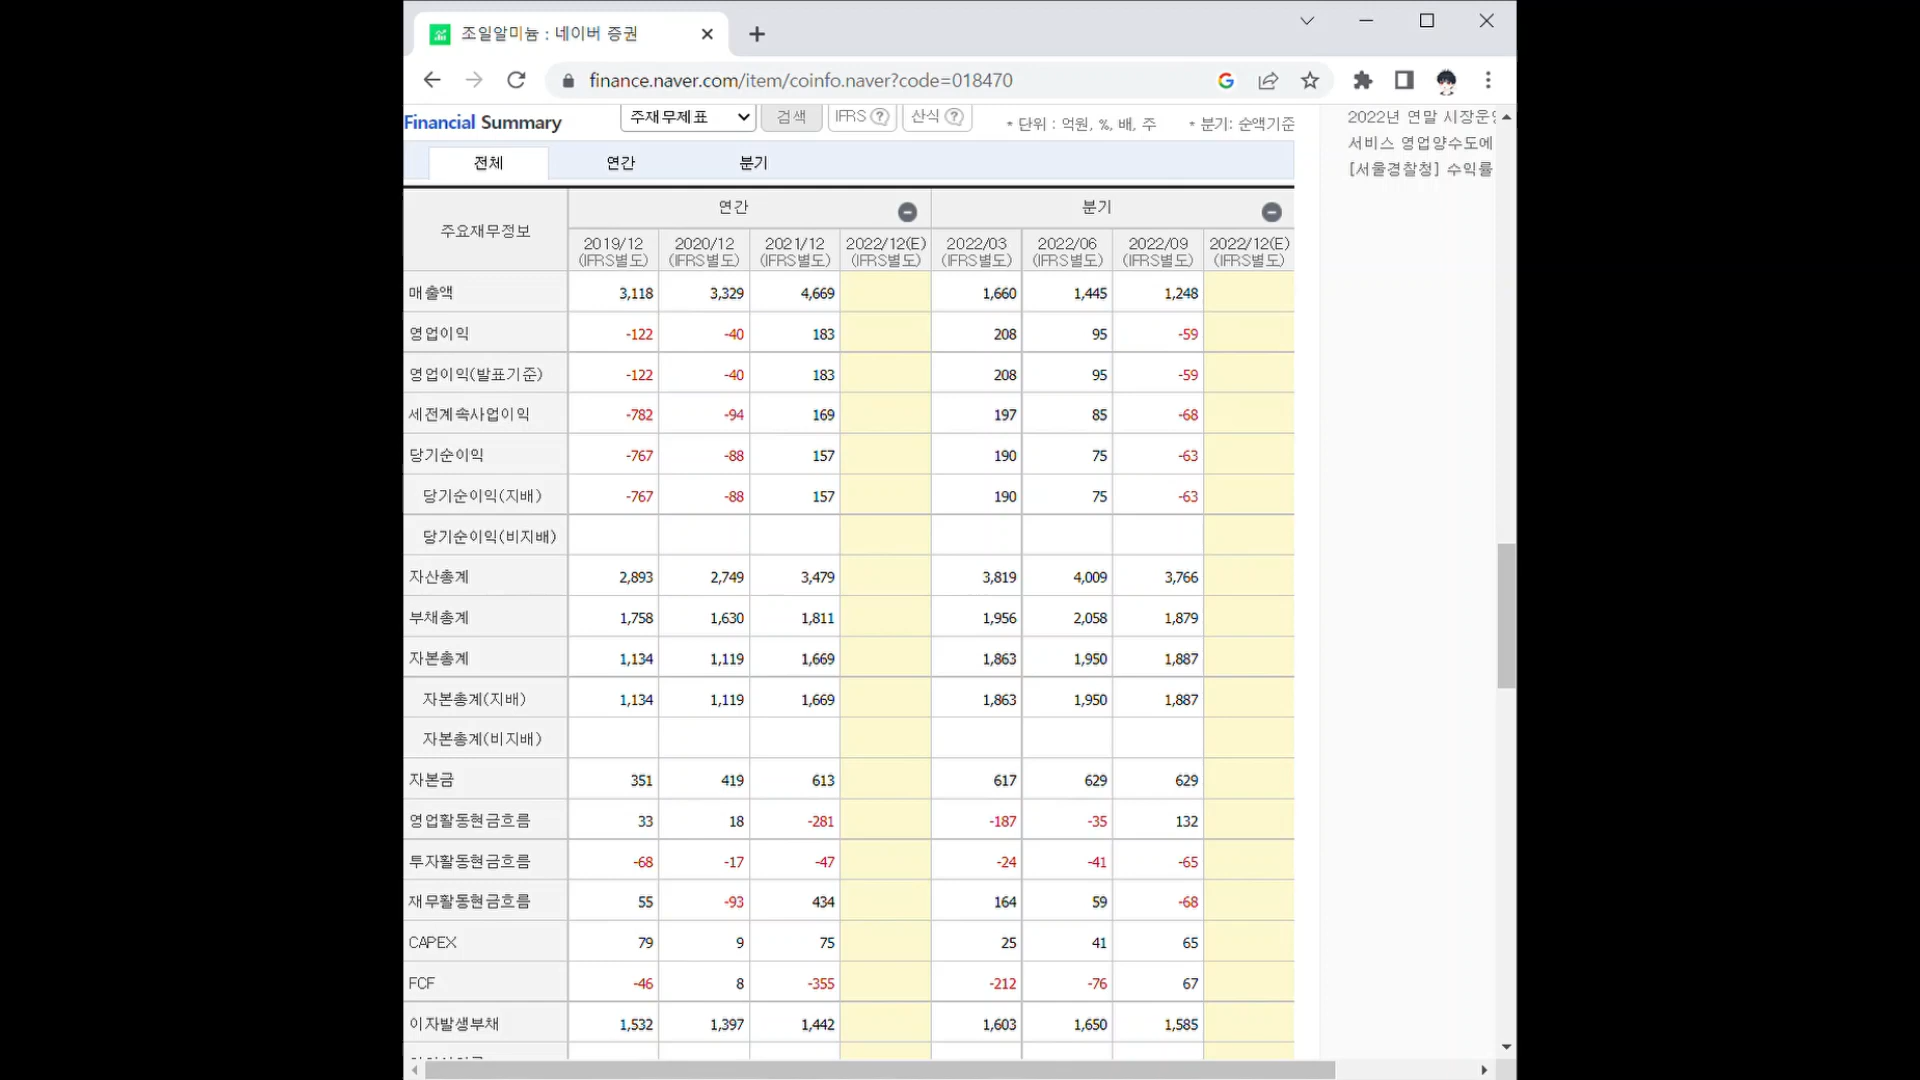 조일알미늄 : 네이버 증권
finance.naver.com/item/coinfo.naver?code=018470
Financial Summary 주재무제표 검색 IFRS ? 산식 ? * 단위 : 억원, %, 배, 주 * 분기: 순액기준
전체 연간 분기
주요재무정보 연간 분기
2019/12 2020/12 2021/12 2022/12(E) 2022/03 2022/06 2022/09 2022/12(E)
(IFRS별도) (IFRS별도) (IFRS별도) (IFRS별도) (IFRS별도) (IFRS별도) (IFRS별도) (IFRS별도)
매출액 3,118 3,329 4,669 1,660 1,445 1,248
영업이익 -122 -40 183 208 95 -59
영업이익(발표기준) -122 -40 183 208 95 -59
세전계속사업이익 -782 -94 169 197 85 -68
당기순이익 -767 -88 157 190 75 -63
당기순이익(지배) -767 -88 157 190 75 -63
당기순이익(비지배)
자산총계 2,893 2,749 3,479 3,819 4,009 3,766
부채총계 1,758 1,630 1,811 1,956 2,058 1,879
자본총계 1,134 1,119 1,669 1,863 1,950 1,887
자본총계(지배) 1,134 1,119 1,669 1,863 1,950 1,887
자본총계(비지배)
자본금 351 419 613 617 629 629
영업활동현금흐름 33 18 -281 -187 -35 132
투자활동현금흐름 -68 -17 -47 -24 -41 -65
재무활동현금흐름 55 -93 434 164 59 -68
CAPEX 79 9 75 25 41 65
FCF -46 8 -355 -212 -76 67
이자발생부채 1,532 1,397 1,442 1,603 1,650 1,585
2022년 연말 시장운영
서비스 영업양수도에
[서울경찰청] 수익률